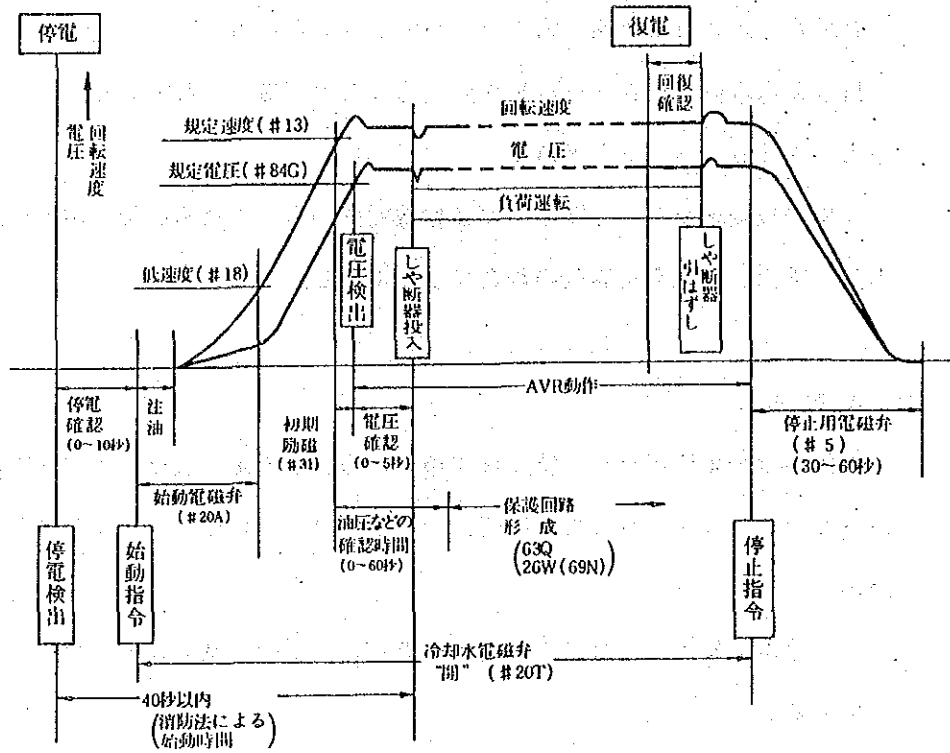 停電
復電
電圧
回転速度
回復
確認
規定速度(#13)
回転速度
規定電圧(#84G)
電圧
負荷運転
低速度(#18)
電圧検出
しや断器投入
しや断器
引はずし
AVR動作
停電
確認
(0~10秒)
注油
初期
励磁
(#31)
電圧
確認
(0~5秒)
停止用電磁弁
(#5)
(30~60秒)
始動電磁弁
(#20A)
油圧などの
確認時間
(0~60秒)
保護回路
形成
(63Q
26W(69N))
停電検出
始動指令
停止指令
冷却水電磁弁
"開" (#20T)
40秒以内
(消防法による
始動時間)